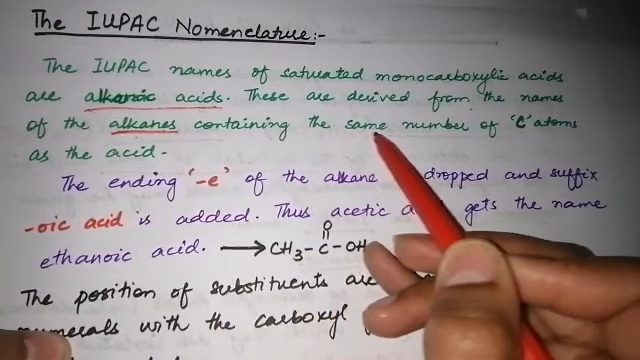 The IUPAC Nomenclature:-
The IUPAC names of saturated monocarboxylic acids
are alkanoic acids. These are derived from the names
of the alkanes containing the same number of 'C' atoms
as the acid.
The ending '-e' of the alkane dropped and suffix
-oic acid is added. Thus acetic gets the name
ethanoic acid. → CH3-C-OH
O
The position of substituents are
numerals with the carboxyl